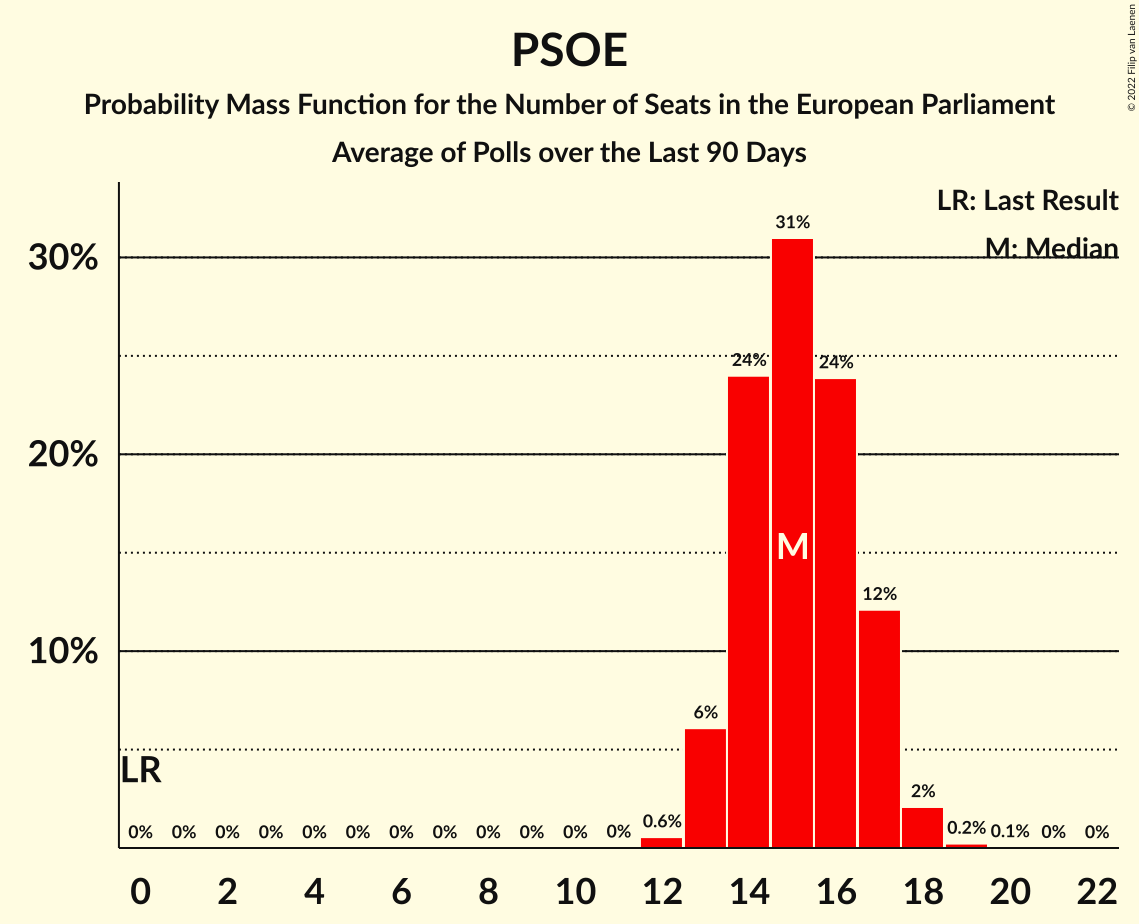 PSOE
Probability Mass Function for the Number of Seats in the European Parliament
Average of Polls over the Last 90 Days
© 2022 Filip van Laenen
LR: Last Result
M: Median
30%
20%
10%
31%
24%
24%
12%
6%
2%
0% 0% 0% 0% 0% 0% 0% 0% 0% 0% 0% 0% 0.6% 0.2% 0.1% 0% 0%
M
LR
0 2 4 6 8 10 12 14 16 18 20 22